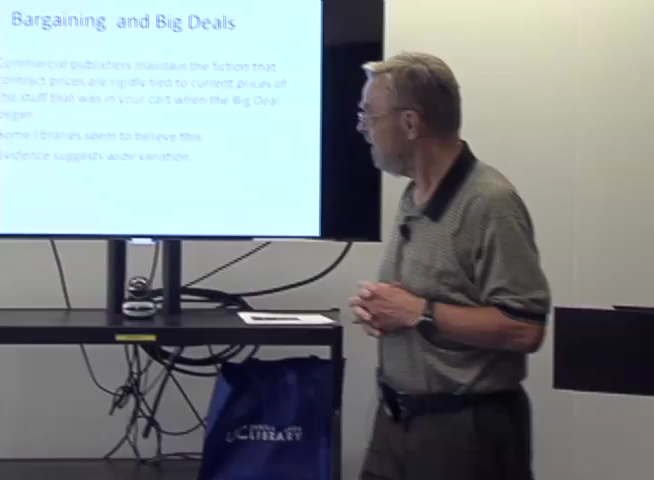 Bargaining and Big Deals
Commercial publishers maintain the fiction that
contract prices are rigidly tied to current prices of
the stuff that was in your cart when the Big Deal
began.
Some libraries seem to believe this.
Evidence suggests wide variation.
LIBRARY